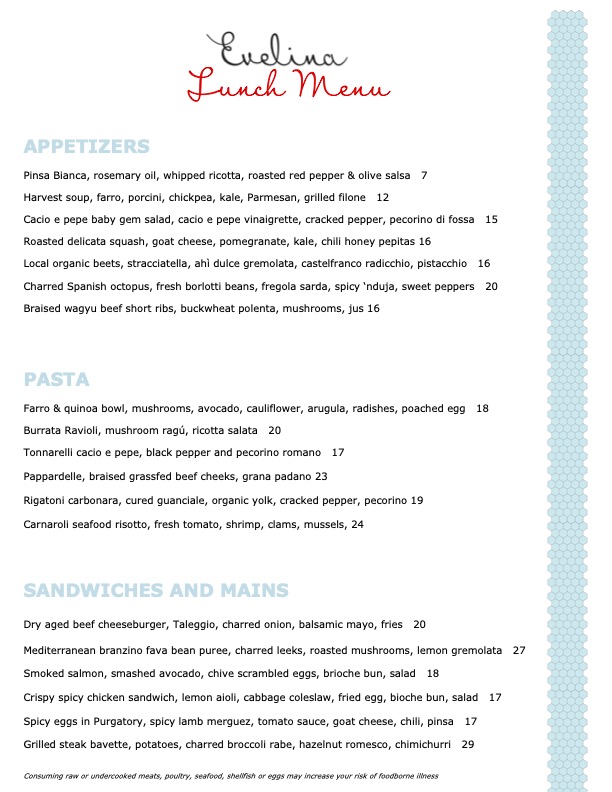 Evelina
Lunch Menu
APPETIZERS
Pinsa Bianca, rosemary oil, whipped ricotta, roasted red pepper & olive salsa 7
Harvest soup, farro, porcini, chickpea, kale, Parmesan, grilled filone 12
Cacio e pepe baby gem salad, cacio e pepe vinaigrette, cracked pepper, pecorino di fossa 15
Roasted delicata squash, goat cheese, pomegranate, kale, chili honey pepitas 16
Local organic beets, stracciatella, ahì dulce gremolata, castelfranco radicchio, pistacchio 16
Charred Spanish octopus, fresh borlotti beans, fregola sarda, spicy ‘nduja, sweet peppers 20
Braised wagyu beef short ribs, buckwheat polenta, mushrooms, jus 16
PASTA
Farro & quinoa bowl, mushrooms, avocado, cauliflower, arugula, radishes, poached egg 18
Burrata Ravioli, mushroom ragú, ricotta salata 20
Tonnarelli cacio e pepe, black pepper and pecorino romano 17
Pappardelle, braised grassfed beef cheeks, grana padano 23
Rigatoni carbonara, cured guanciale, organic yolk, cracked pepper, pecorino 19
Carnaroli seafood risotto, fresh tomato, shrimp, clams, mussels, 24
SANDWICHES AND MAINS
Dry aged beef cheeseburger, Taleggio, charred onion, balsamic mayo, fries 20
Mediterranean branzino fava bean puree, charred leeks, roasted mushrooms, lemon gremolata 27
Smoked salmon, smashed avocado, chive scrambled eggs, brioche bun, salad 18
Crispy spicy chicken sandwich, lemon aioli, cabbage coleslaw, fried egg, bioche bun, salad 17
Spicy eggs in Purgatory, spicy lamb merguez, tomato sauce, goat cheese, chili, pinsa 17
Grilled steak bavette, potatoes, charred broccoli rabe, hazelnut romesco, chimichurri 29
Consuming raw or undercooked meats, poultry, seafood, shellfish or eggs may increase your risk of foodborne illness